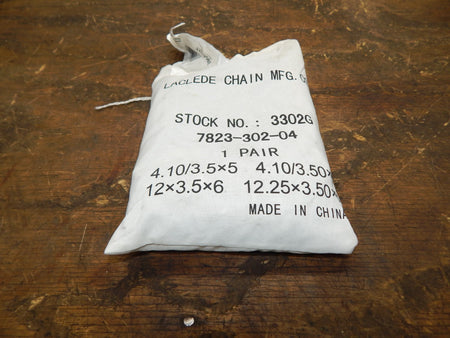 LACLEDE CHAIN MFG.
STOCK NO.: 3302G
7823-302-04
1 PAIR
4.10/3.5×5 4.10/3.50×
12×3.5×6 12.25×3.50×
MADE IN CHINA